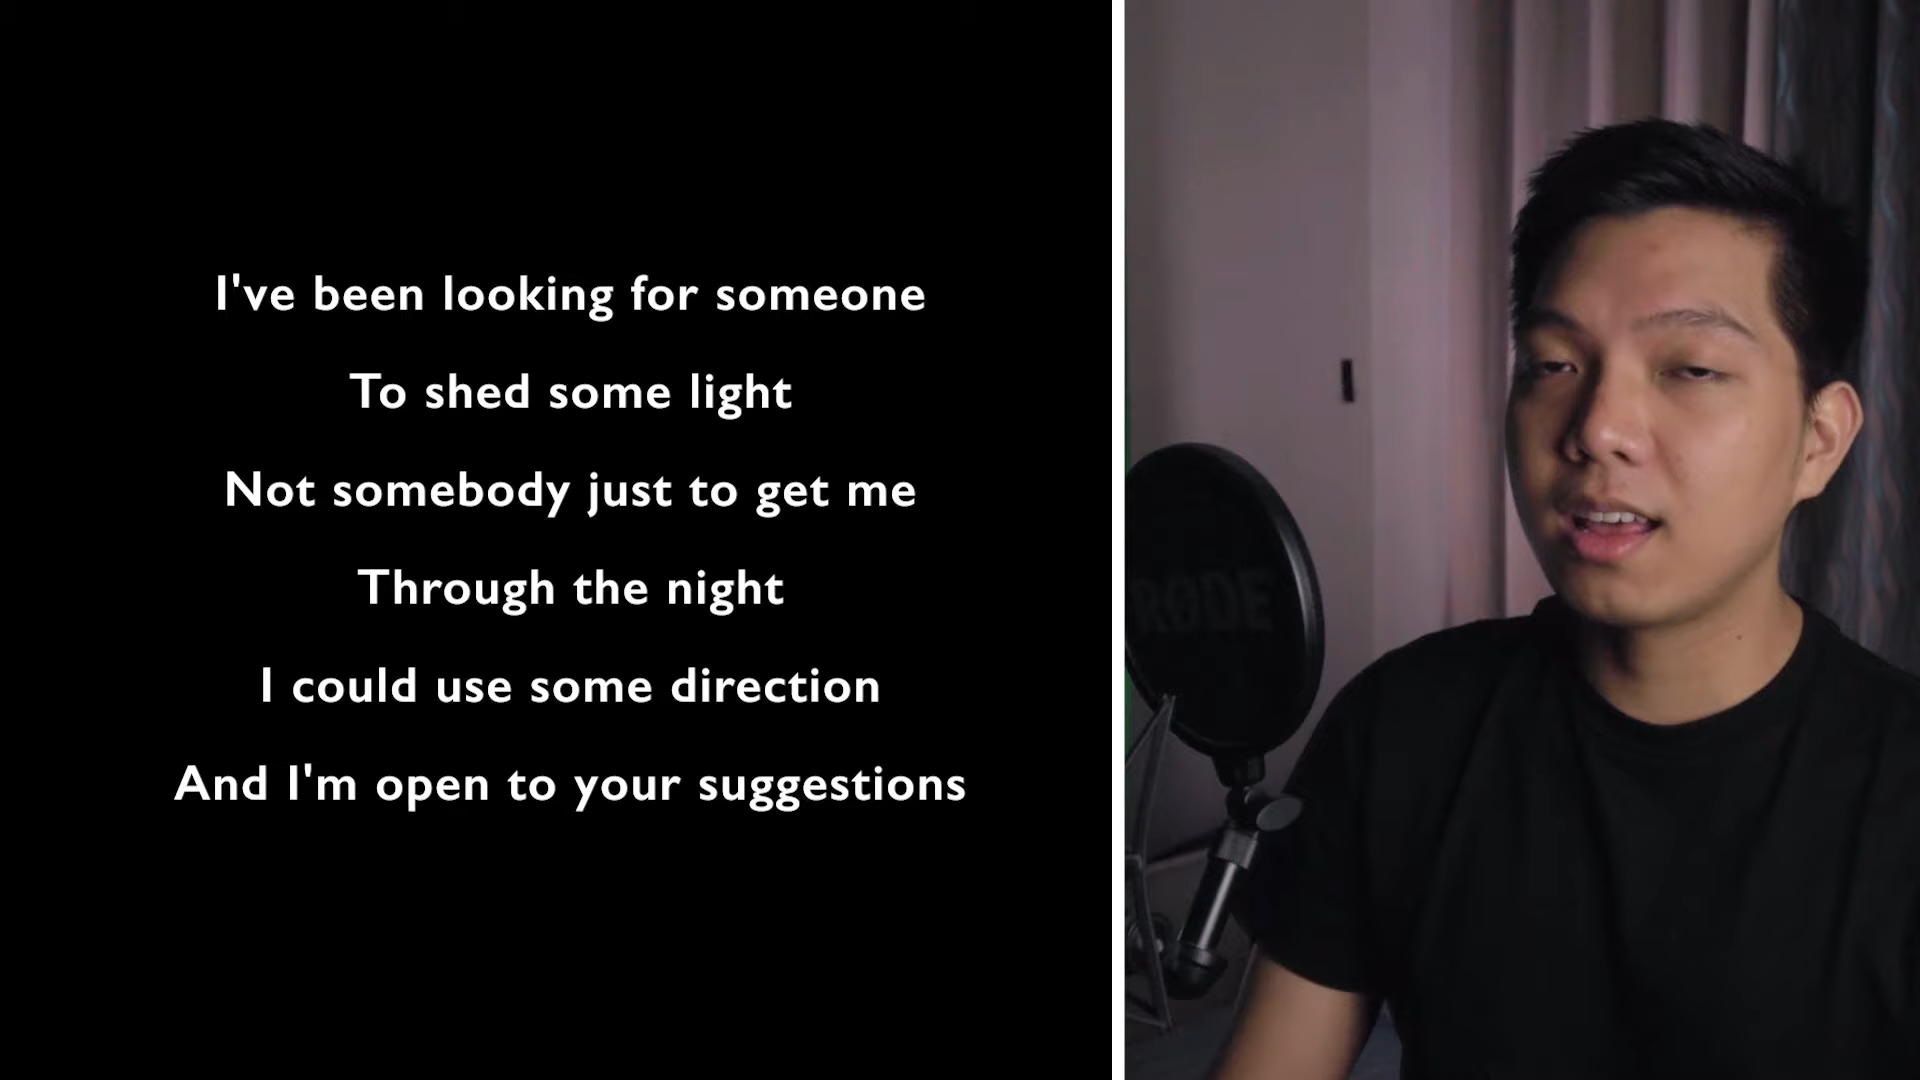 I've been looking for someone
To shed some light
Not somebody just to get me
Through the night
I could use some direction
And I'm open to your suggestions
RØDE